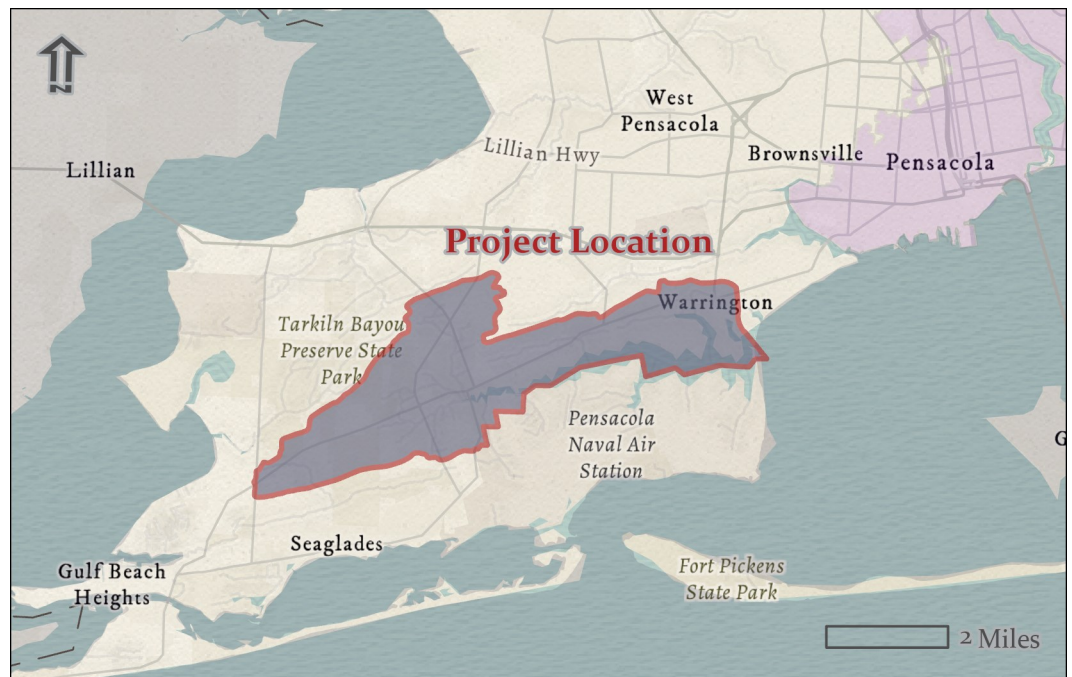 West
Pensacola
Lillian Hwy
Brownsville
Pensacola
Lillian
Project Location
Warrington
Tarkiln Bayou
Preserve State
Park
Pensacola
Naval Air
Station
Seaglades
Gulf Beach
Heights
Fort Pickens
State Park
G
2 Miles